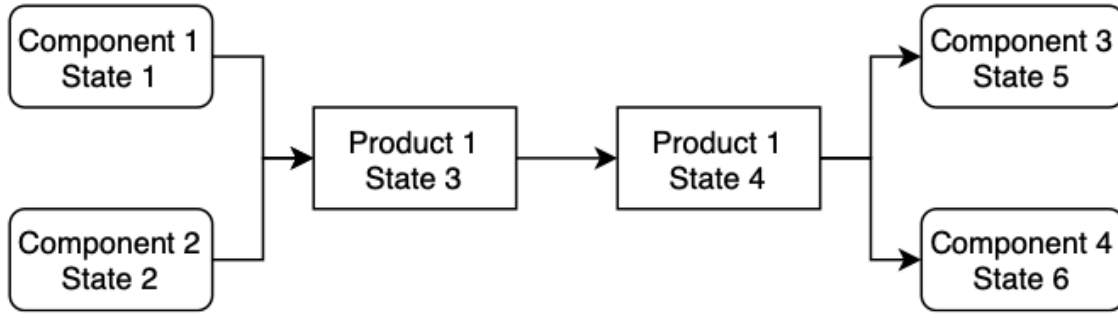 Component 1
State 1
Component 2
State 2
Product 1
State 3
Product 1
State 4
Component 3
State 5
Component 4
State 6